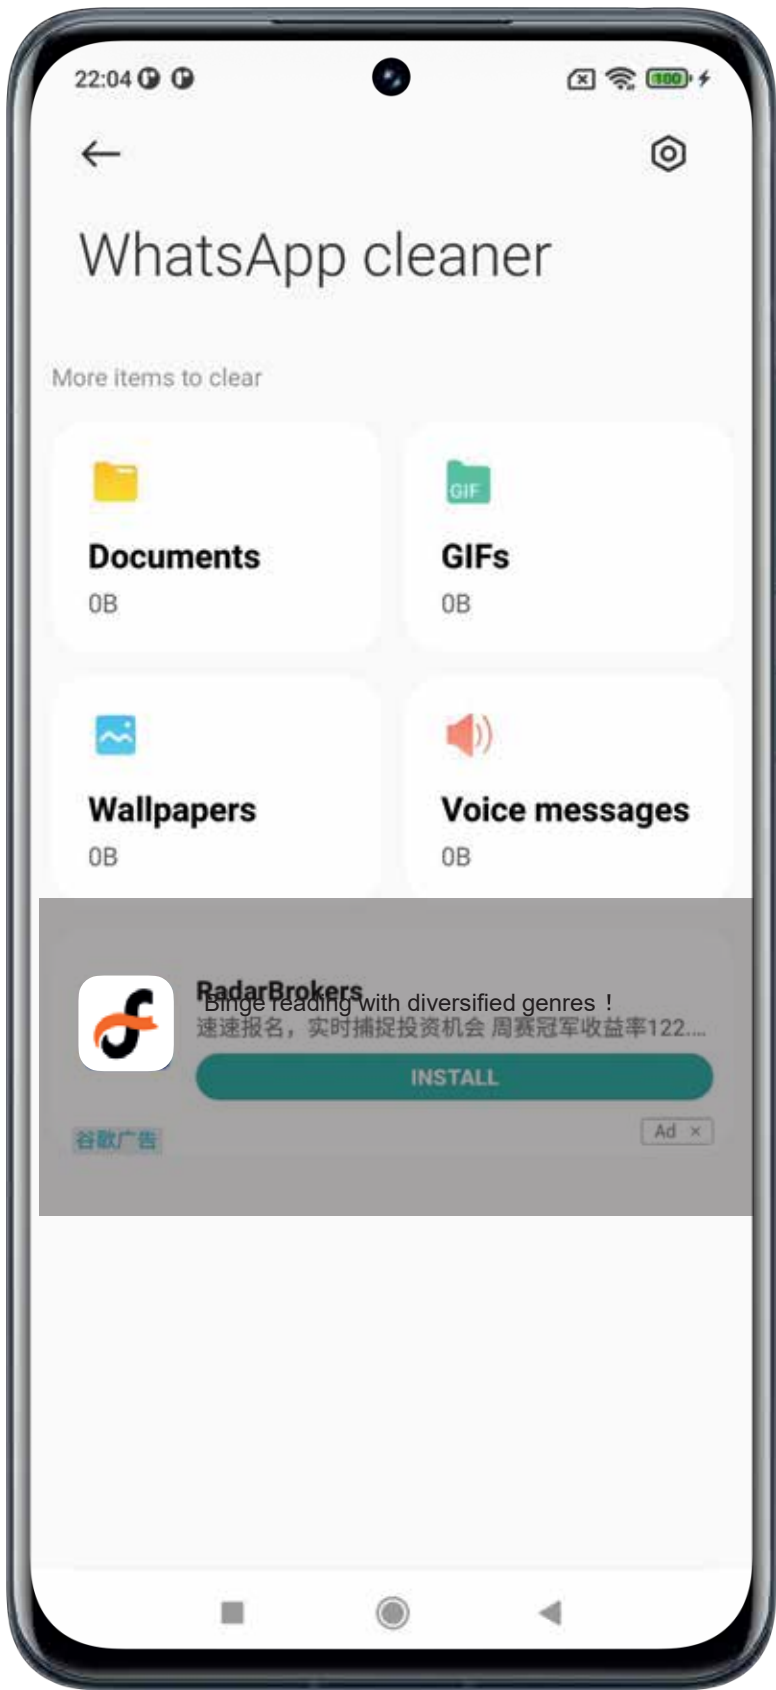 22:04
100
WhatsApp cleaner
More items to clear
GIF
Documents
GIFs
0B
0B
Wallpapers
Voice messages
0B
0B
RadarBrokers
Binge reading with diversified genres！
速速报名，实时捕捉投资机会 周赛冠军收益率122....
INSTALL
谷歌广告
Ad ×